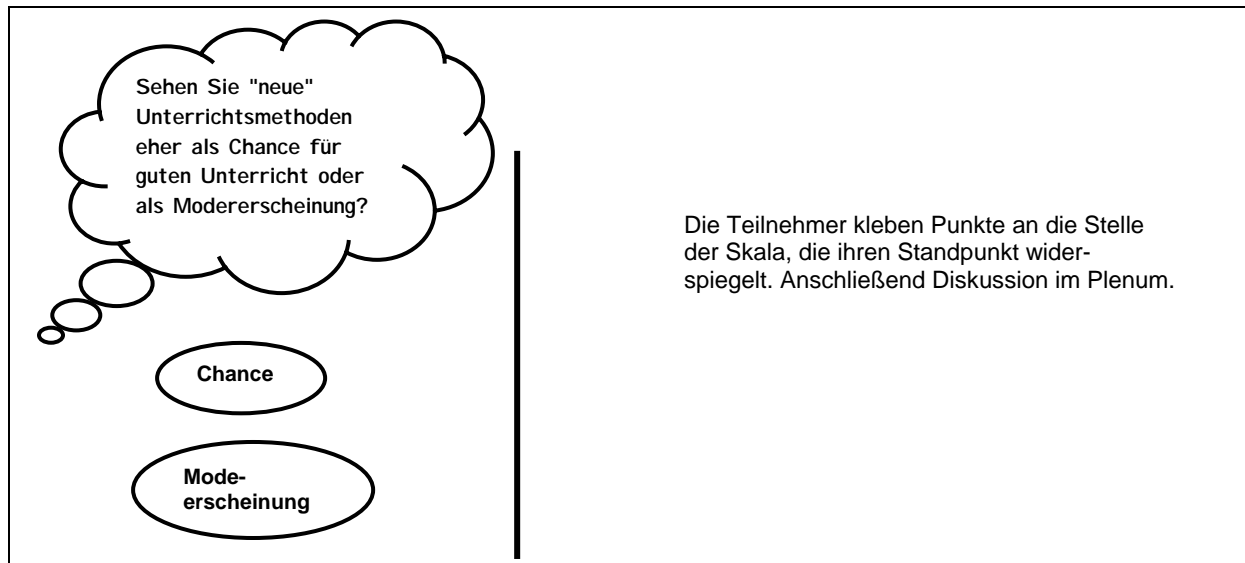 Sehen Sie "neue"
Unterrichtsmethoden
eher als Chance für
guten Unterricht oder
als Modererscheinung?
Die Teilnehmer kleben Punkte an die Stelle
der Skala, die ihren Standpunkt wider-
spiegelt. Anschließend Diskussion im Plenum.
Chance
Mode-
erscheinung